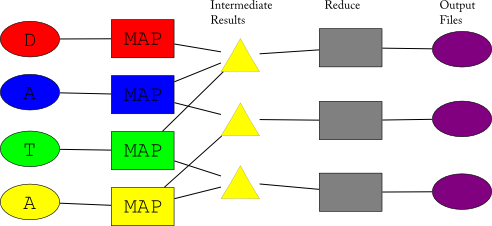 Intermediate
Results
Reduce
Output
Files
D
MAP
A
MAP
T
MAP
A
MAP